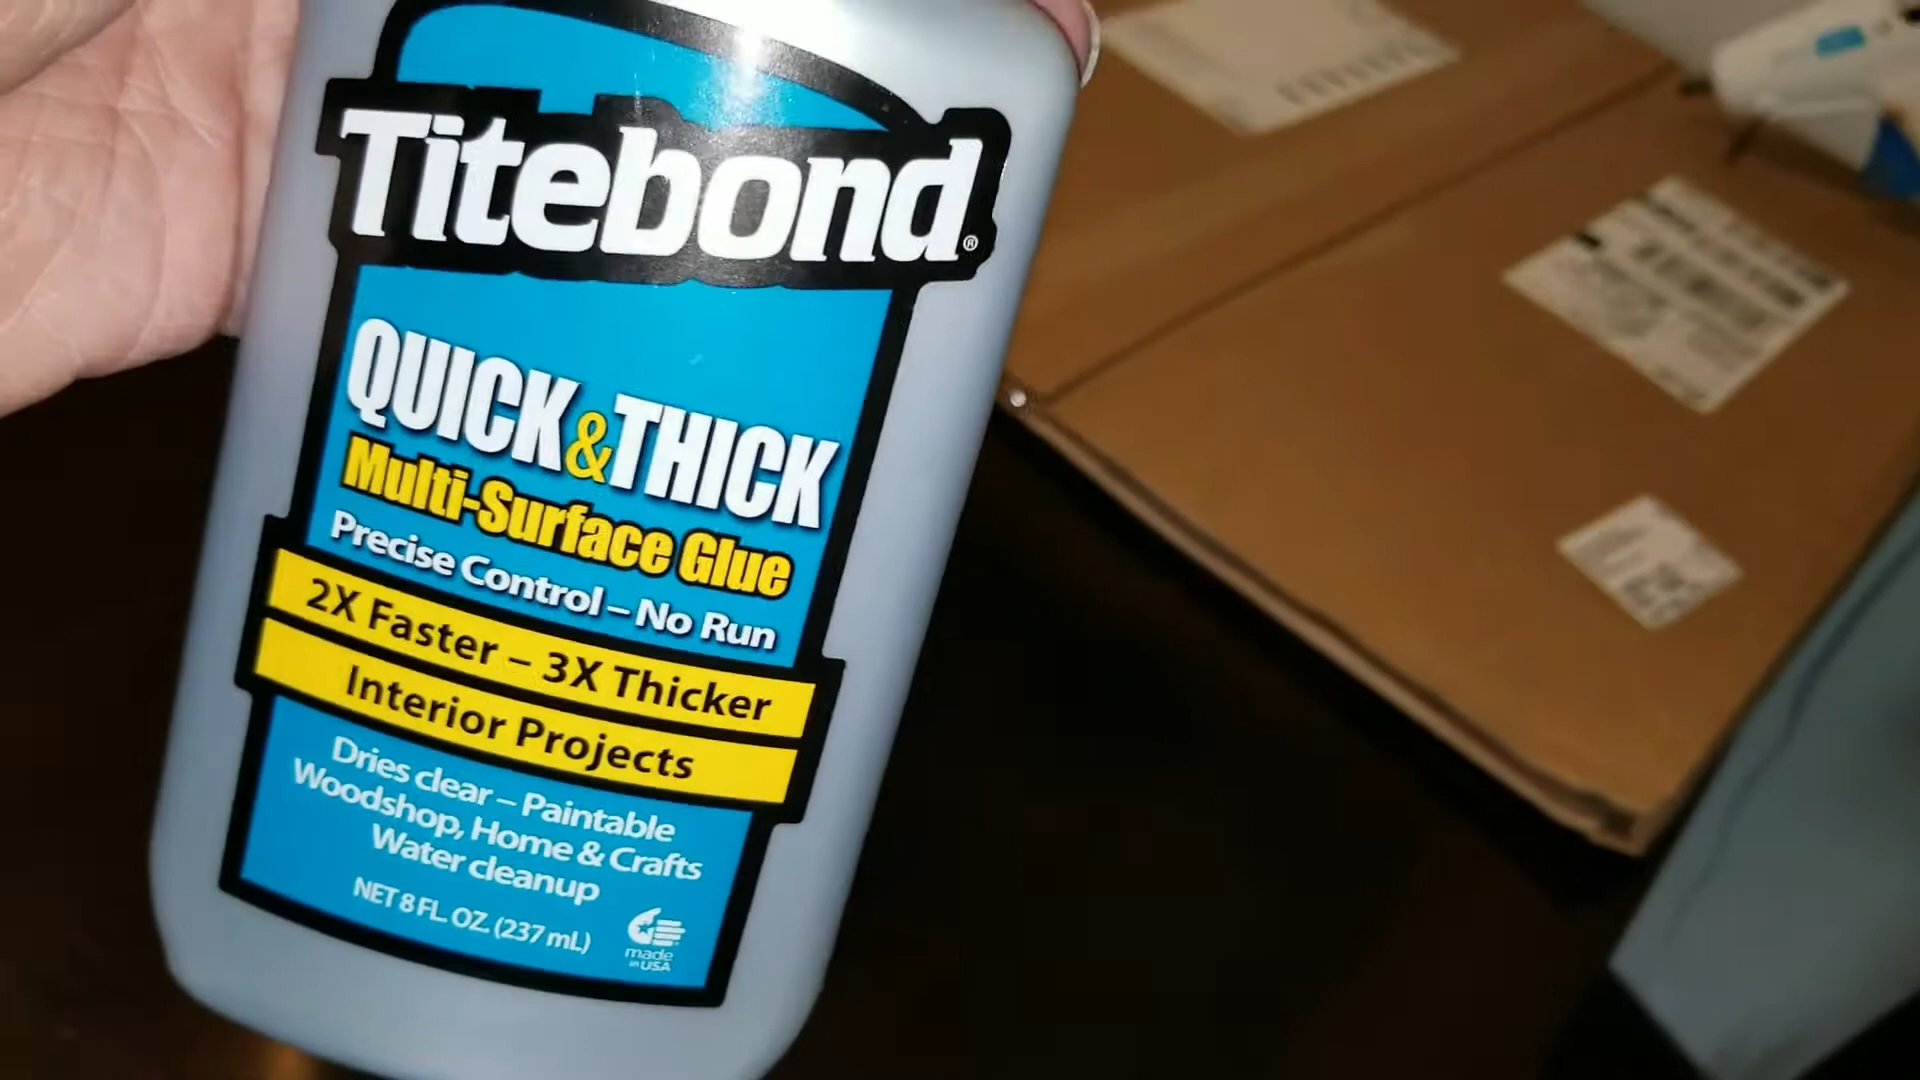 Titebond®
QUICK & THICK
Multi-Surface Glue
Precise Control – No Run
2X Faster – 3X Thicker
Interior Projects
Dries clear – Paintable
Woodshop, Home & Crafts
Water cleanup
NET 8 FL. OZ. (237 mL)
made
in USA